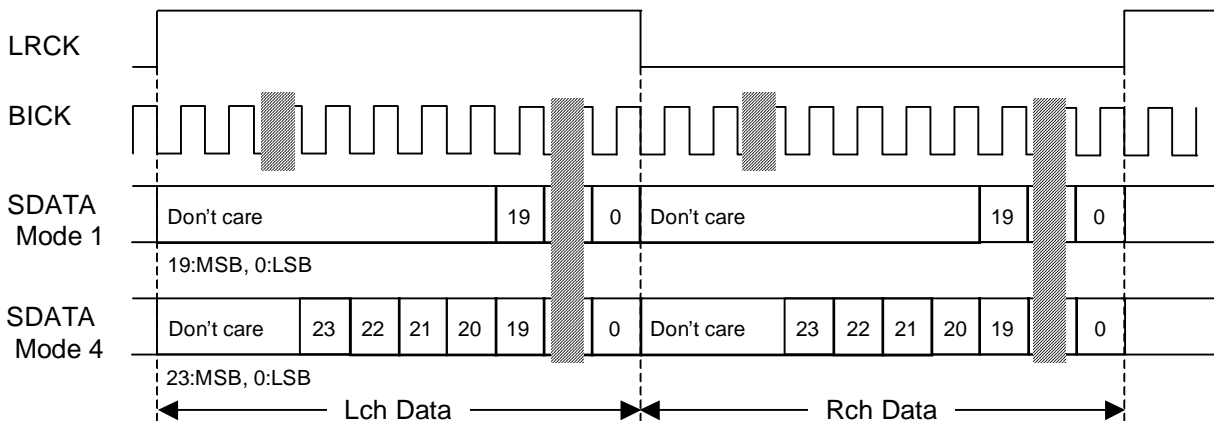 LRCK
BICK
SDATA
Mode 1
Don't care 19 0 Don't care 19 0
19:MSB, 0:LSB
SDATA
Mode 4
Don't care 23 22 21 20 19 0 Don't care 23 22 21 20 19 0
23:MSB, 0:LSB
Lch Data Rch Data